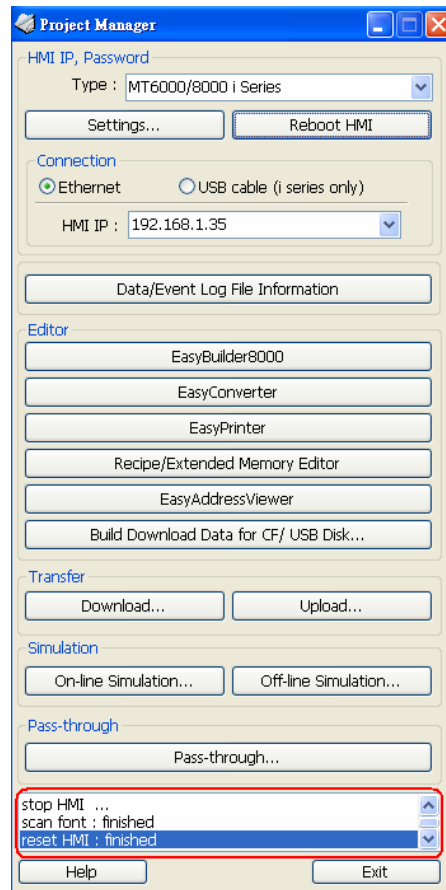 Project Manager
HMI IP, Password
Type : MT6000/8000 i Series
Settings... Reboot HMI
Connection
Ethernet USB cable (i series only)
HMI IP : 192.168.1.35
Data/Event Log File Information
Editor
EasyBuilder8000
EasyConverter
EasyPrinter
Recipe/Extended Memory Editor
EasyAddressViewer
Build Download Data for CF/ USB Disk...
Transfer
Download... Upload...
Simulation
On-line Simulation... Off-line Simulation...
Pass-through
Pass-through...
stop HMI ...
scan font : finished
reset HMI : finished
Help Exit